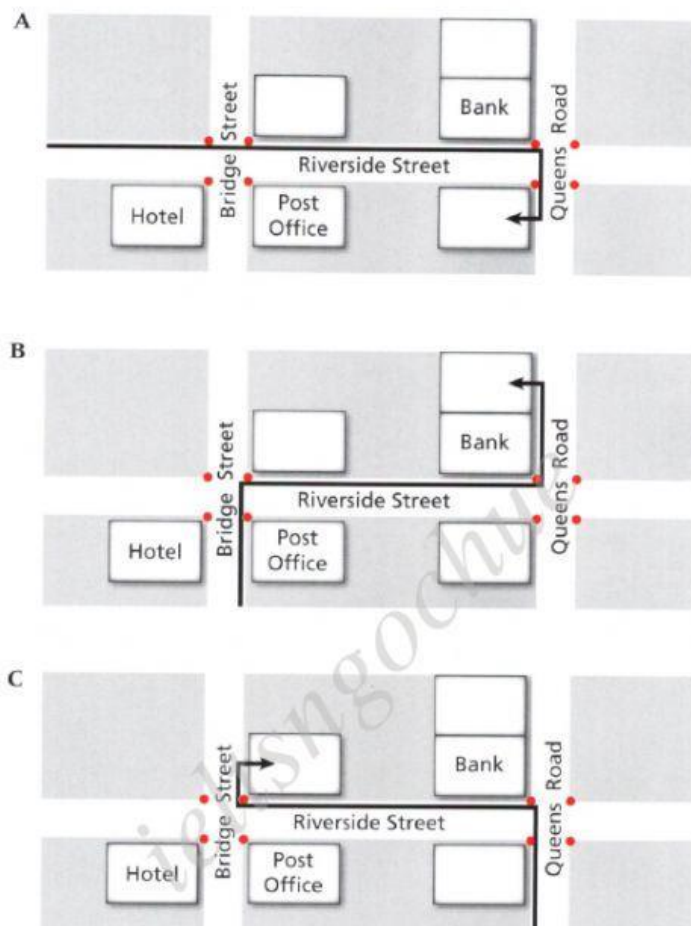 A
Bridge Street
Bank
Queens Road
Riverside Street
Hotel
Post
Office
B
Bridge Street
Bank
Queens Road
Riverside Street
Hotel
Post
Office
C
Bridge Street
Bank
Queens Road
Riverside Street
Hotel
Post
Office
ieltsngochue